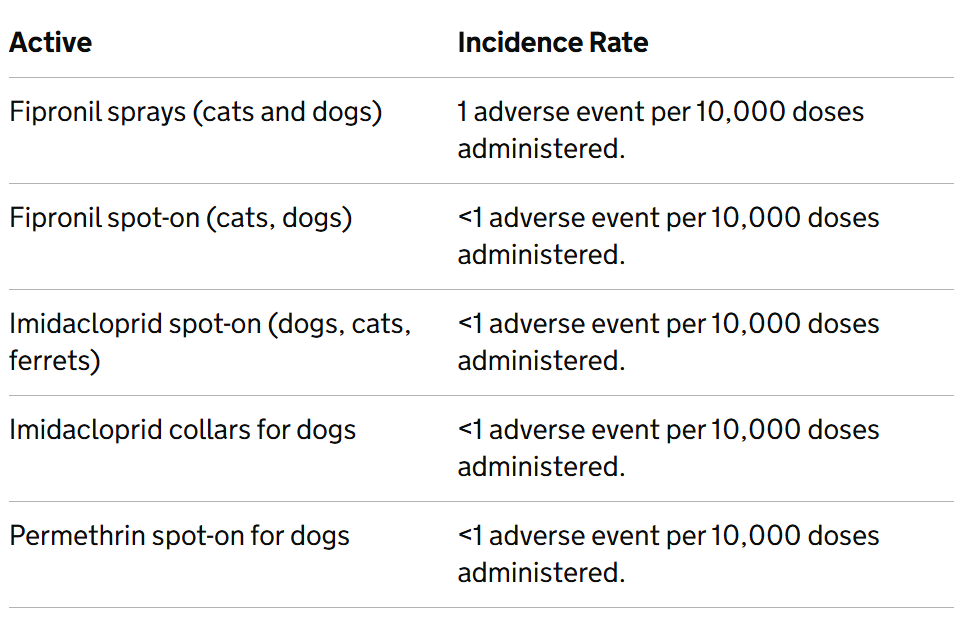 Active
Incidence Rate
Fipronil sprays (cats and dogs)
1 adverse event per 10,000 doses
administered.
Fipronil spot-on (cats, dogs)
<1 adverse event per 10,000 doses
administered.
Imidacloprid spot-on (dogs, cats,
ferrets)
<1 adverse event per 10,000 doses
administered.
Imidacloprid collars for dogs
<1 adverse event per 10,000 doses
administered.
Permethrin spot-on for dogs
<1 adverse event per 10,000 doses
administered.